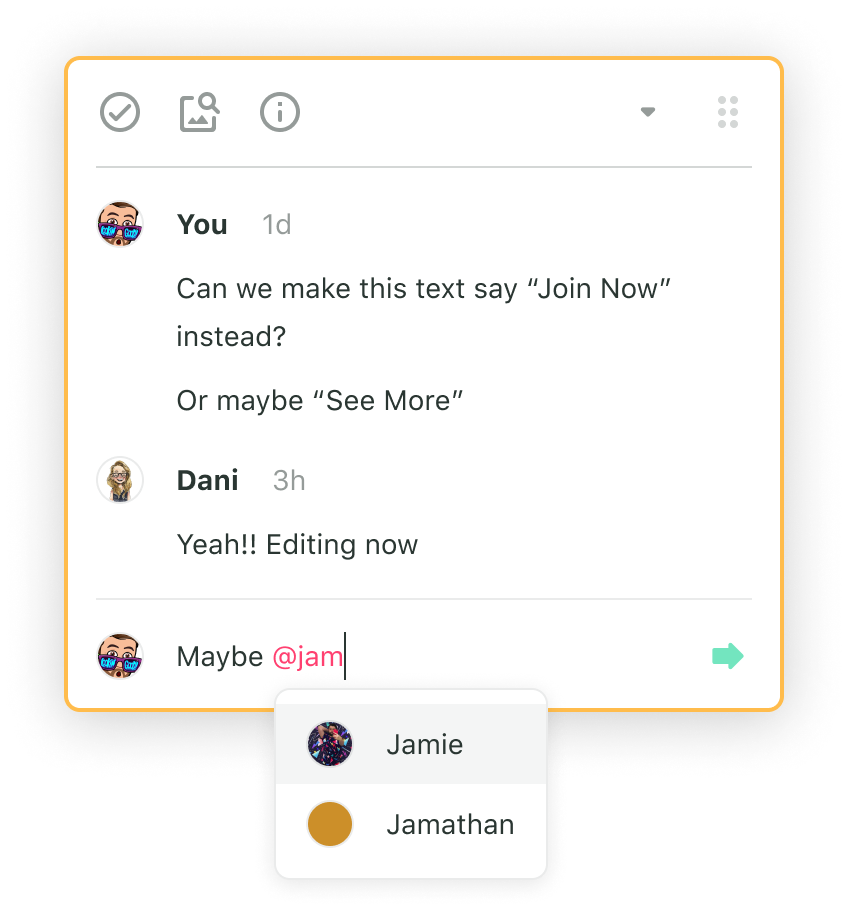 You 1d
Can we make this text say “Join Now”
instead?
Or maybe “See More”
Dani 3h
Yeah!! Editing now
Maybe @jam
Jamie
Jamathan